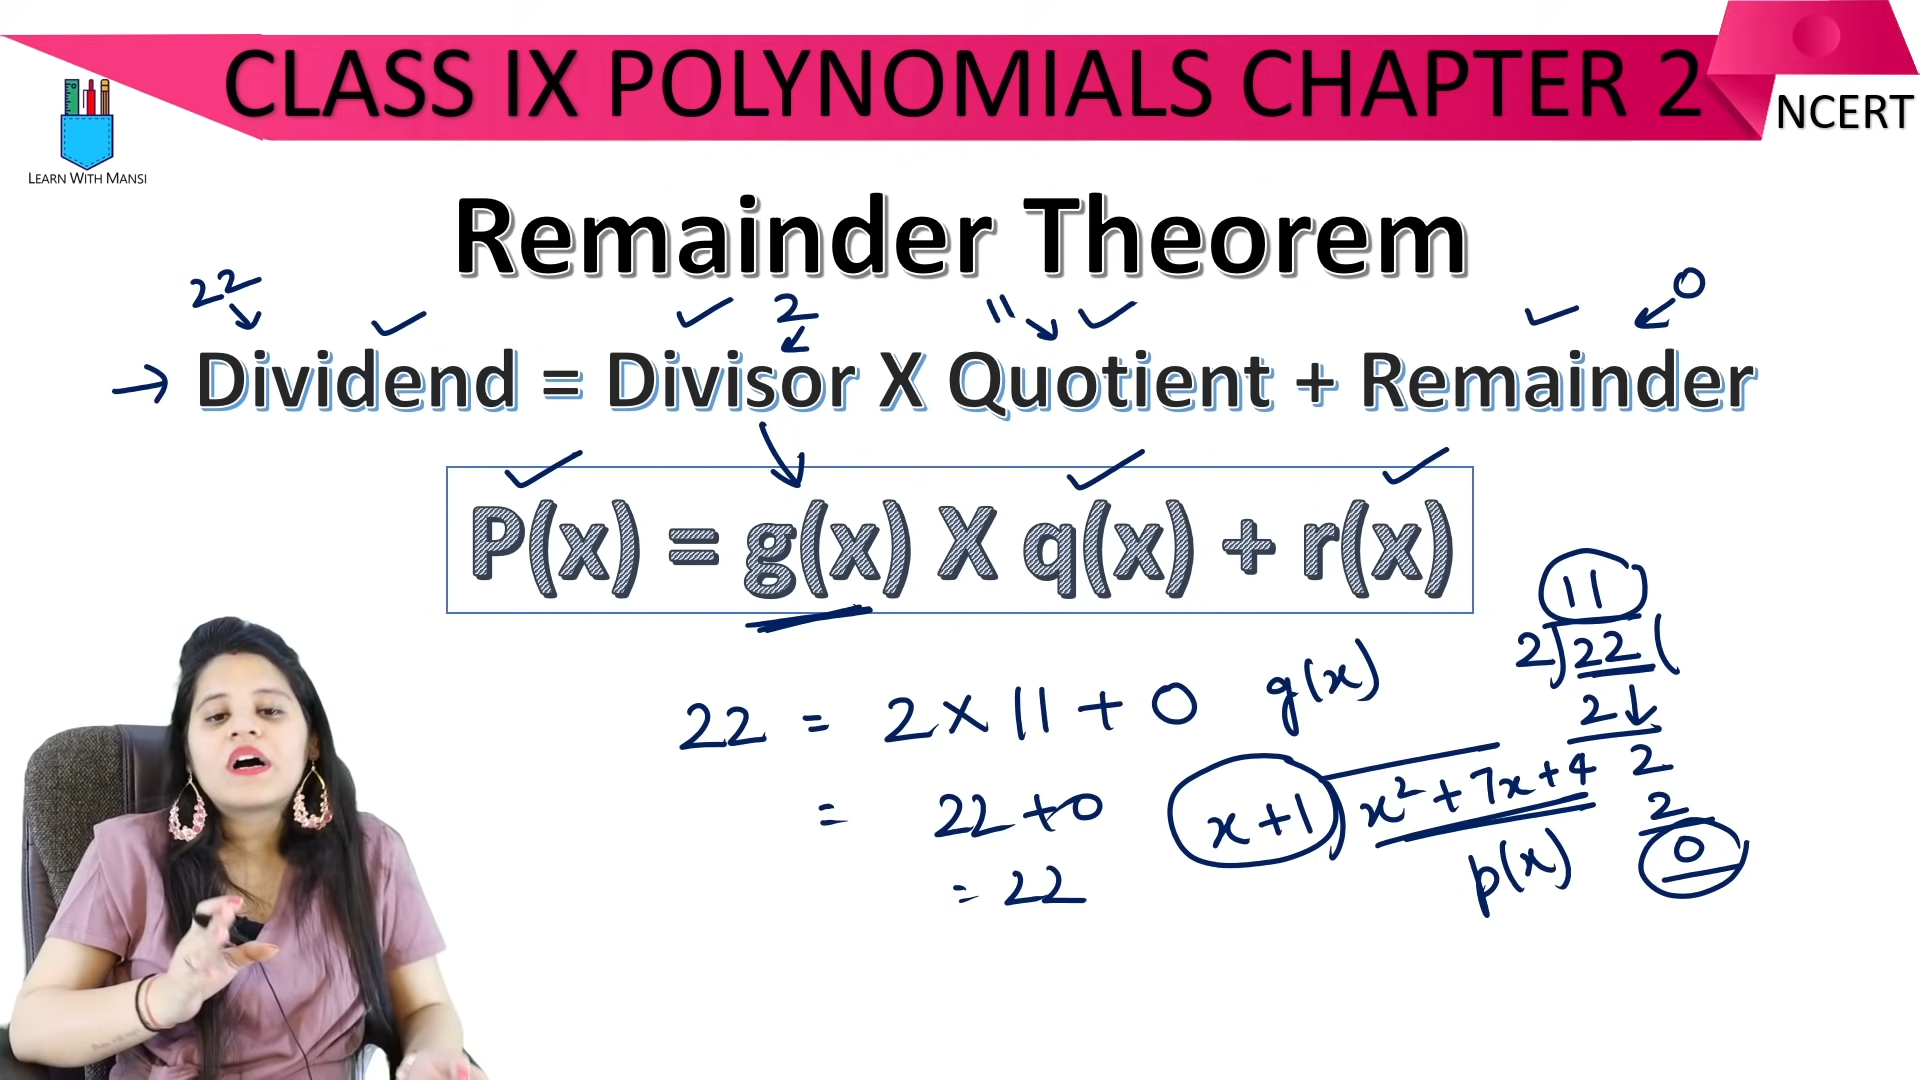 CLASS IX POLYNOMIALS CHAPTER 2
NCERT
LEARN WITH MANSI
Remainder Theorem
22 2 11 0
Dividend = Divisor X Quotient + Remainder
P(x) = g(x) X q(x) + r(x)
11
2)22(
2↓
2
2
0
22 = 2 × 11 + 0
= 22 + 0
= 22
g(x)
x+1)x²+7x+4
p(x)